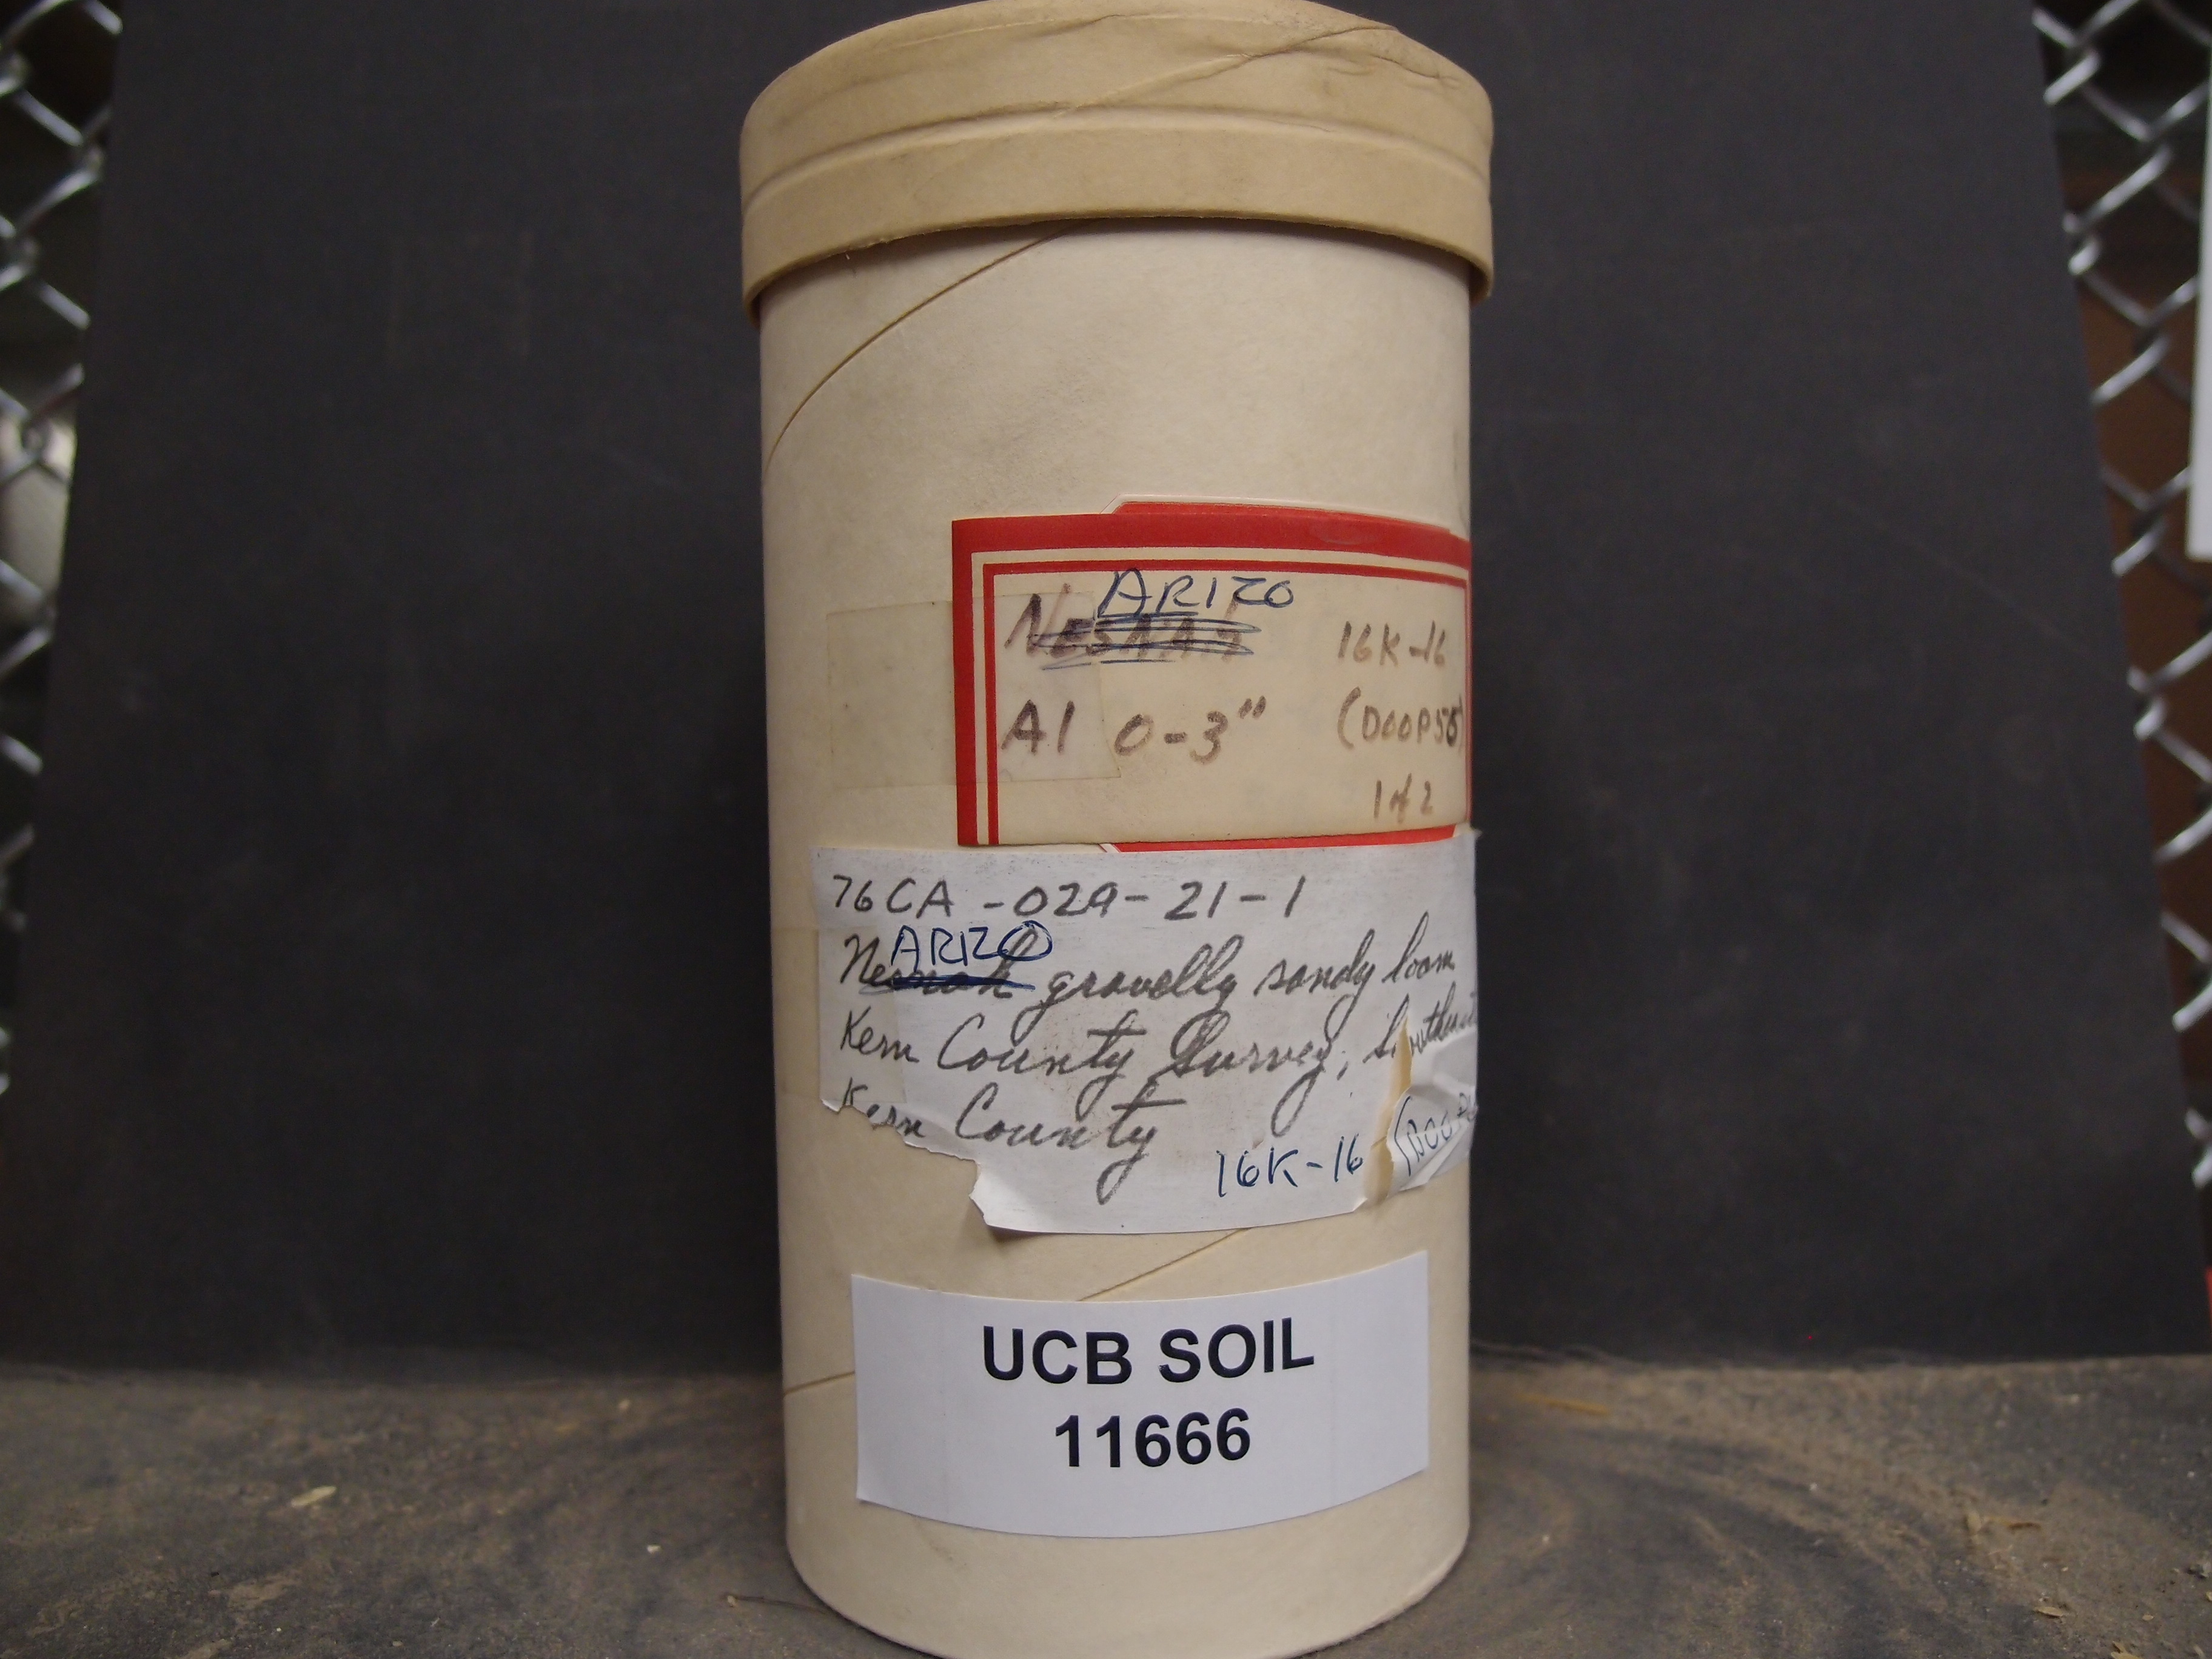 ARIZO
16K-16
A1 0-3"
1 of 2
76CA-029-21-1
ARIZO
gravelly sandy loam
Kern County Survey,
Kern County
16K-16
UCB SOIL
11666